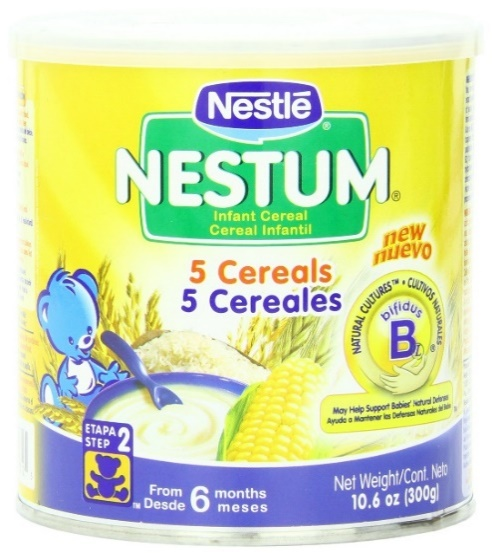 Nestlé
NESTUM®
Infant Cereal
Cereal Infantil
5 Cereals
5 Cereales
new
nuevo
NATURAL CULTURES™ • CULTIVOS NATURALES
bifidus
BL®
May Help Support Babies' Natural Defenses
Ayuda a Mantener las Defensas Naturales del Bebé
ETAPA
STEP 2
From 6 months
™ Desde meses
Net Weight/Cont. Neto
10.6 oz (300g)